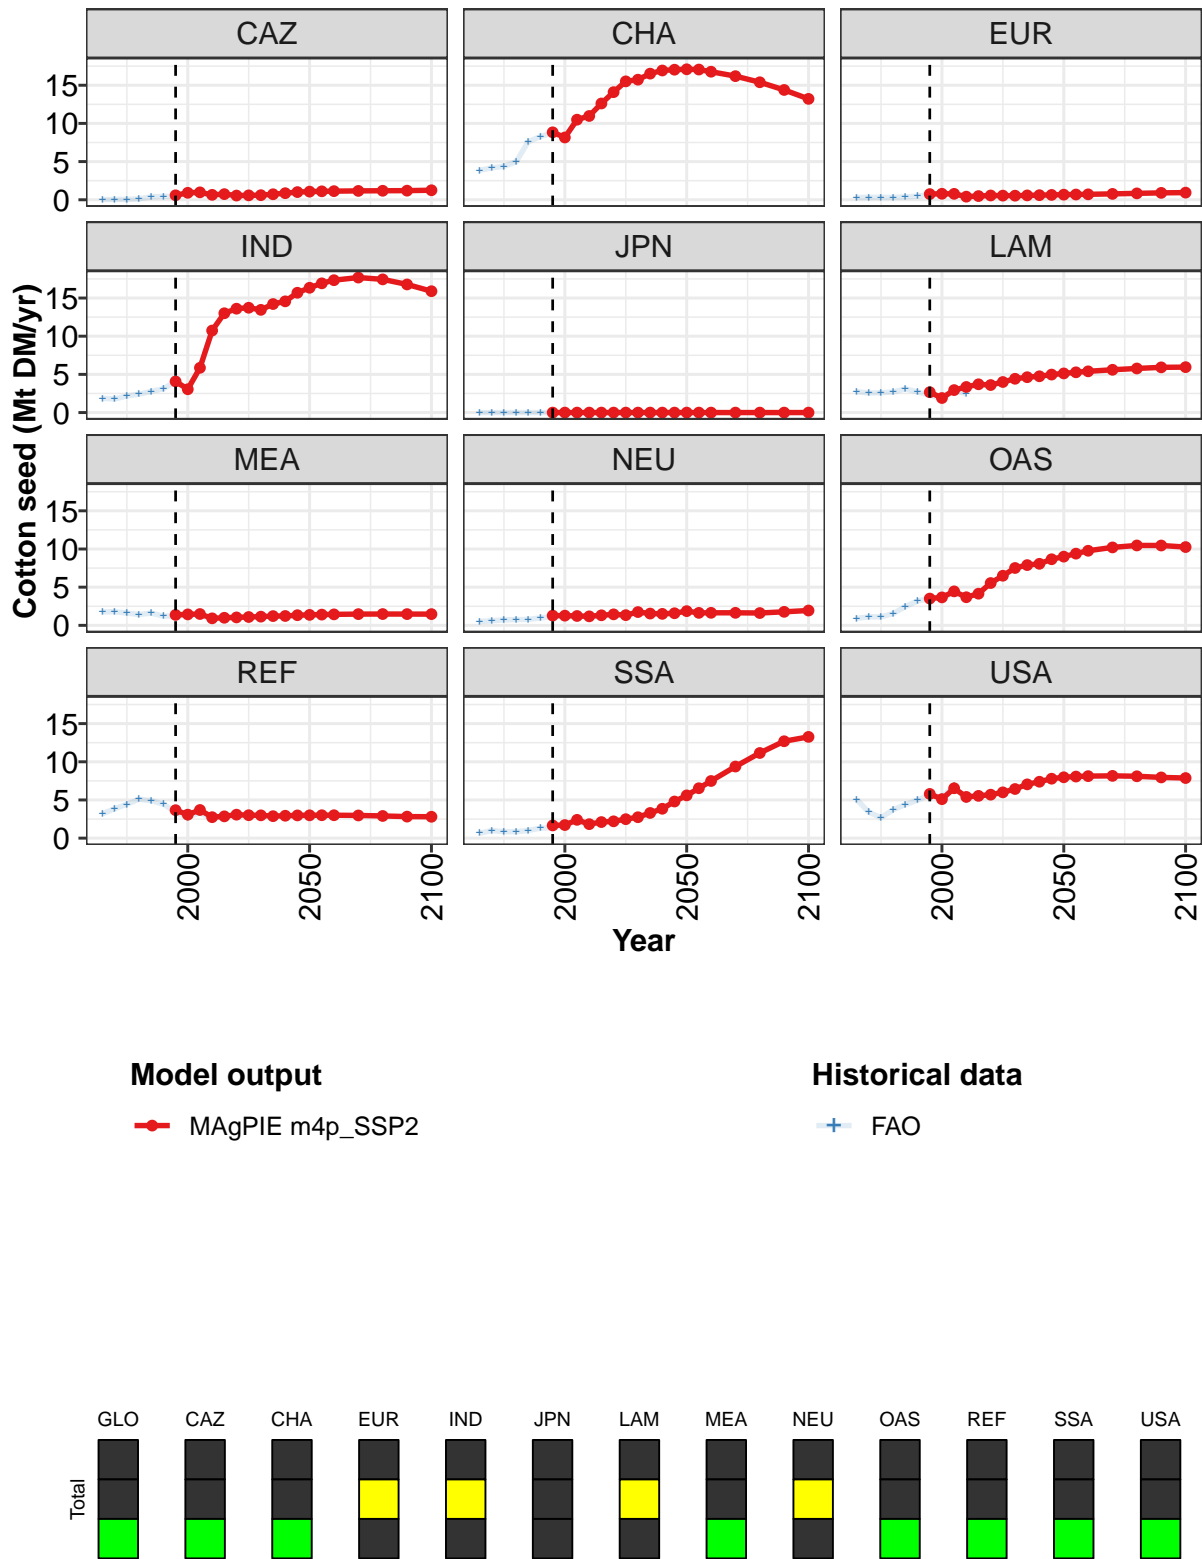 CAZ CHA EUR
15
10
5
0
IND JPN LAM
15
10
5
0
Cotton seed (Mt DM/yr)
MEA NEU OAS
15
10
5
0
REF SSA USA
15
10
5
0
2000 2050 2100 2000 2050 2100 2000 2050 2100
Year
Model output Historical data
MAgPIE m4p_SSP2 FAO
GLO CAZ CHA EUR IND JPN LAM MEA NEU OAS REF SSA USA
Total